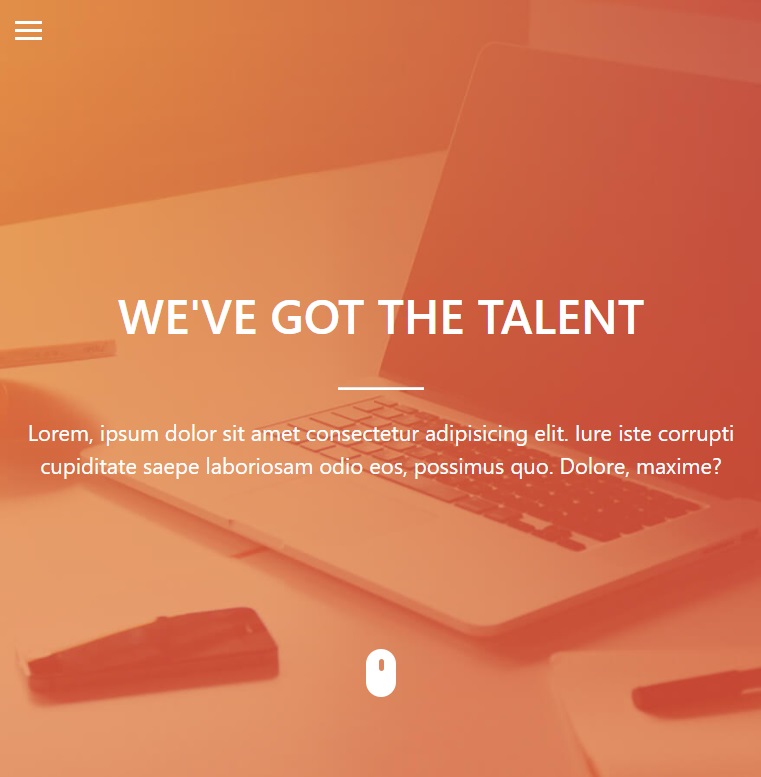 WE'VE GOT THE TALENT
Lorem, ipsum dolor sit amet consectetur adipisicing elit. Iure iste corrupti
cupiditate saepe laboriosam odio eos, possimus quo. Dolore, maxime?